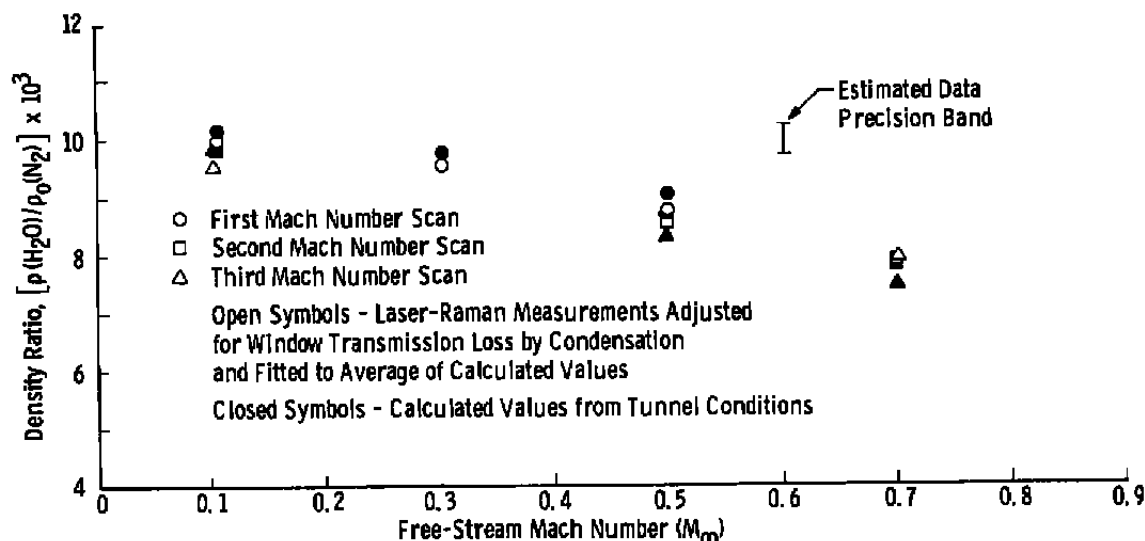 12
10
8
6
4
Density Ratio, [ρ(H₂O)/ρ₀(N₂)] x 10³
Estimated Data
Precision Band
○ First Mach Number Scan
□ Second Mach Number Scan
△ Third Mach Number Scan
Open Symbols - Laser-Raman Measurements Adjusted
for Window Transmission Loss by Condensation
and Fitted to Average of Calculated Values
Closed Symbols - Calculated Values from Tunnel Conditions
0 0.1 0.2 0.3 0.4 0.5 0.6 0.7 0.8 0.9
Free-Stream Mach Number (M∞)